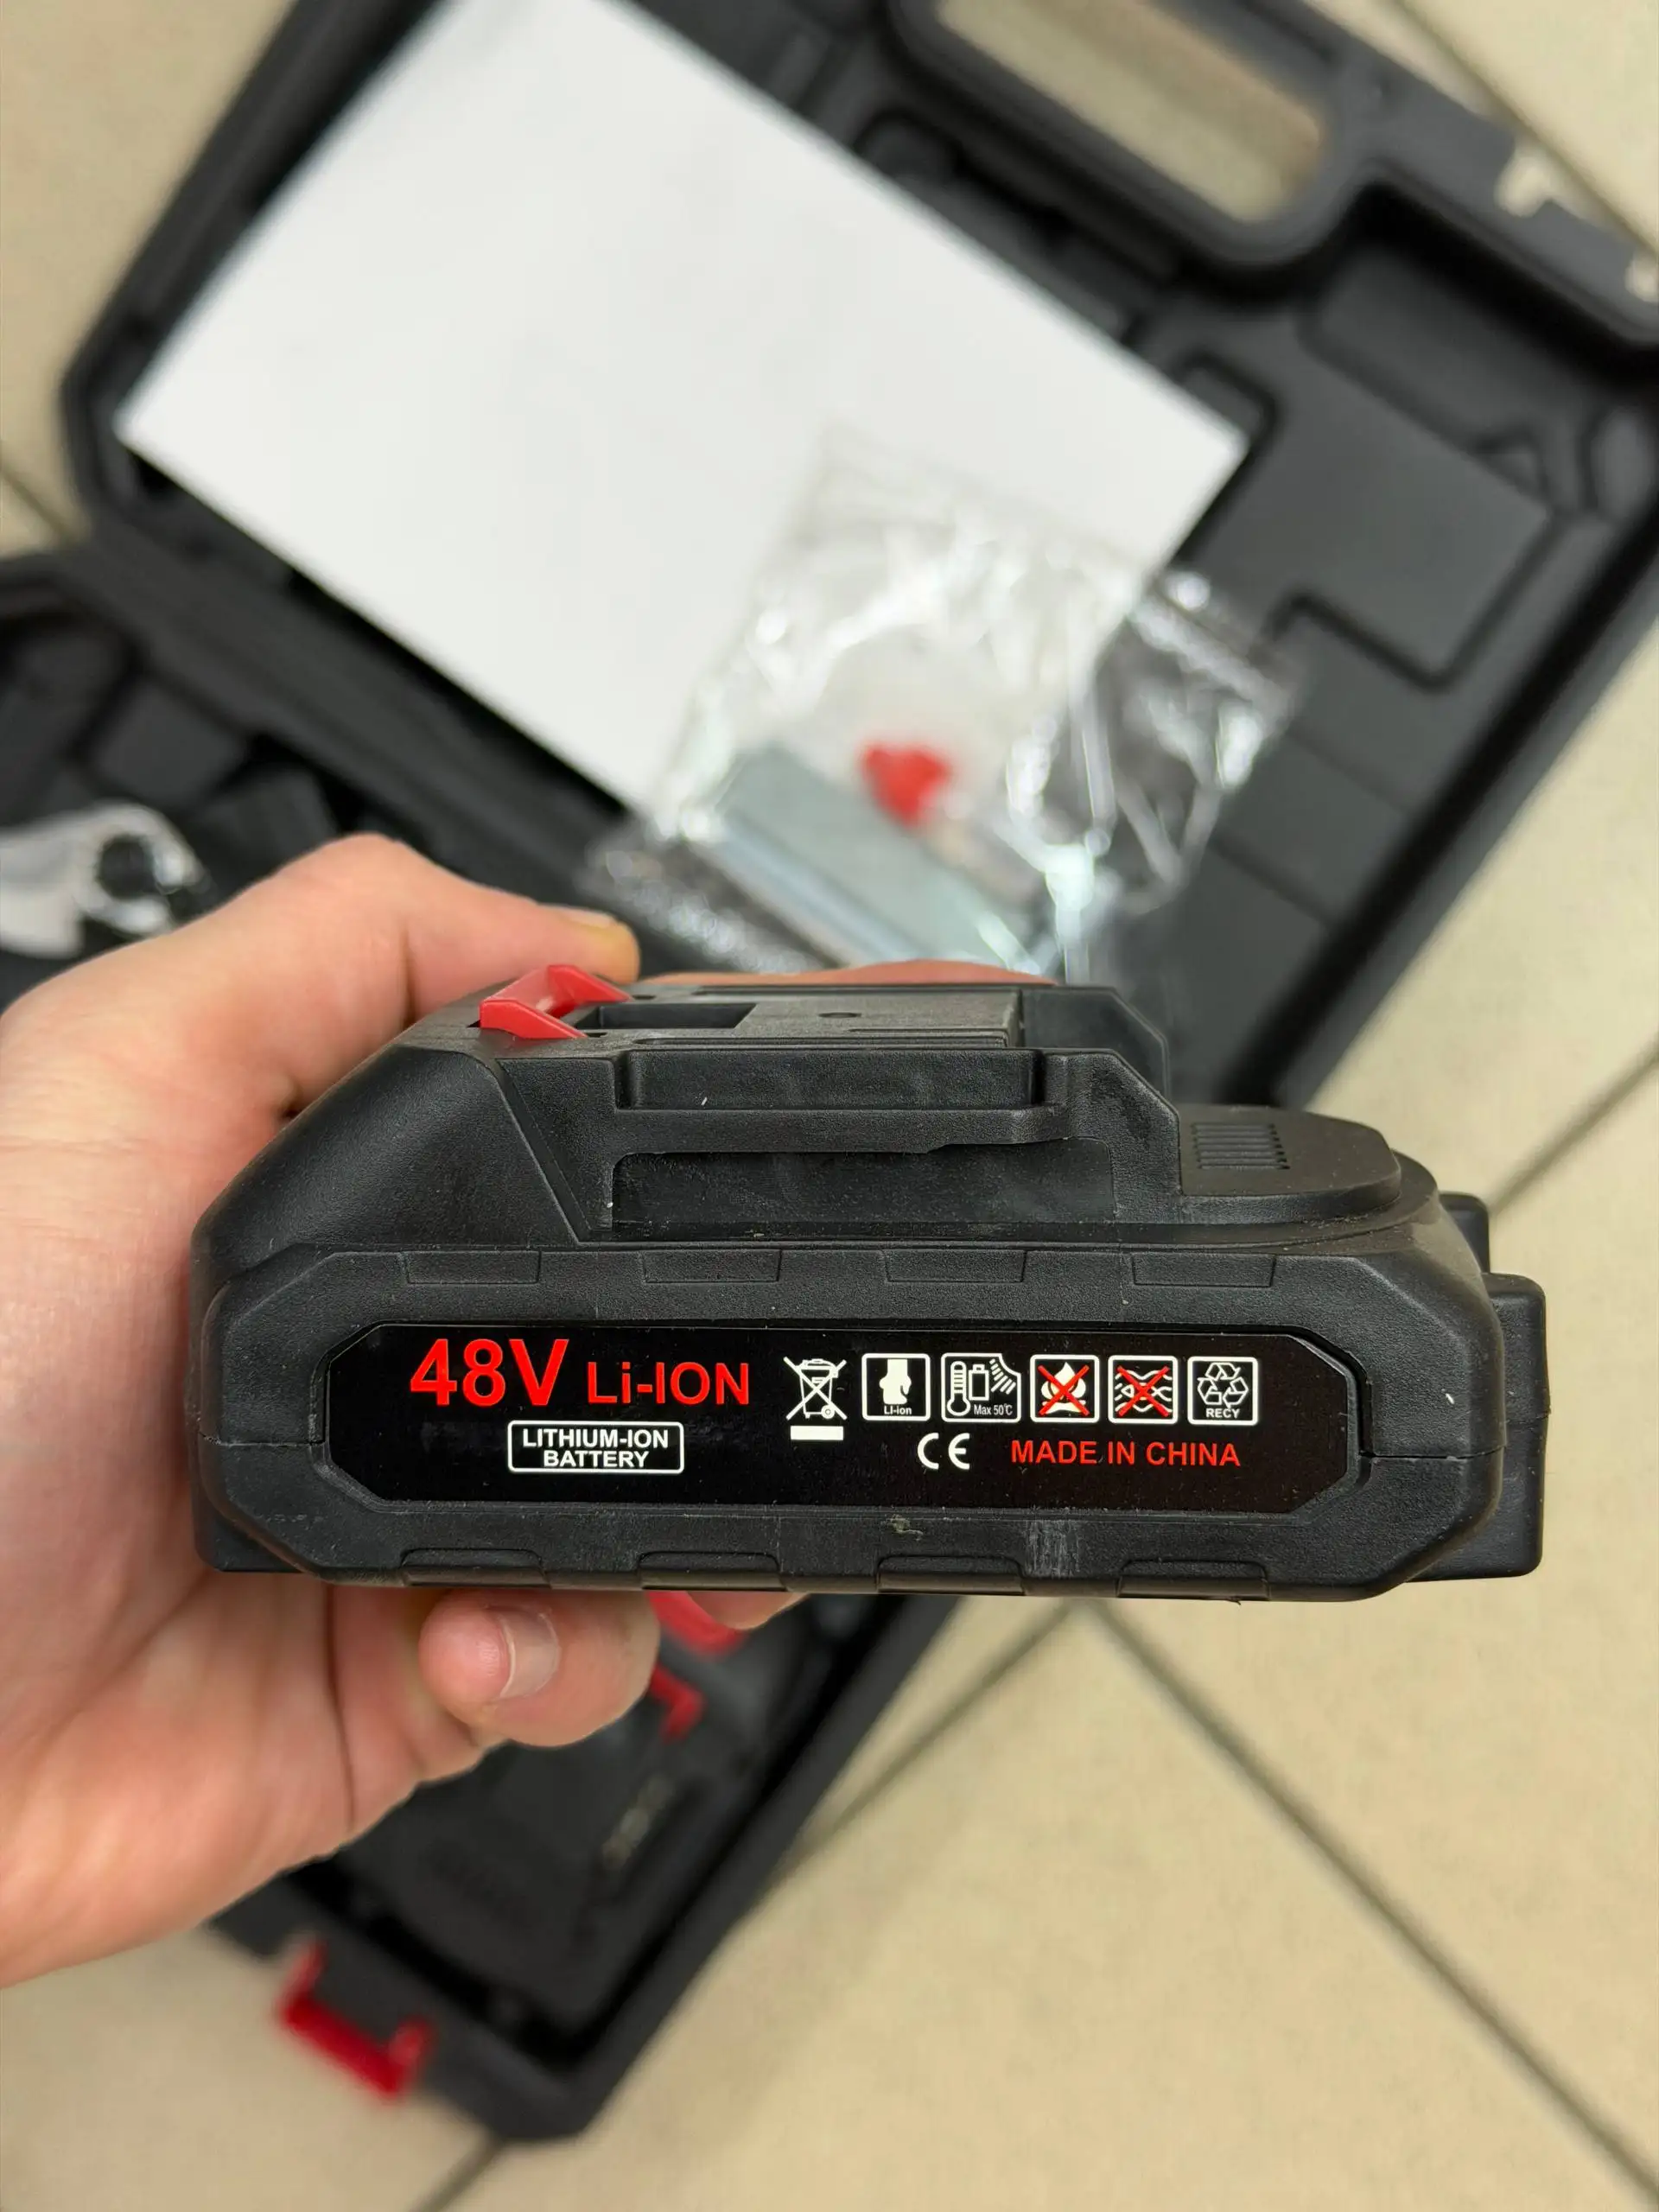 48V Li-ION
LITHIUM-ION
BATTERY
Li-ion
Max 50℃
RECY
CE
MADE IN CHINA